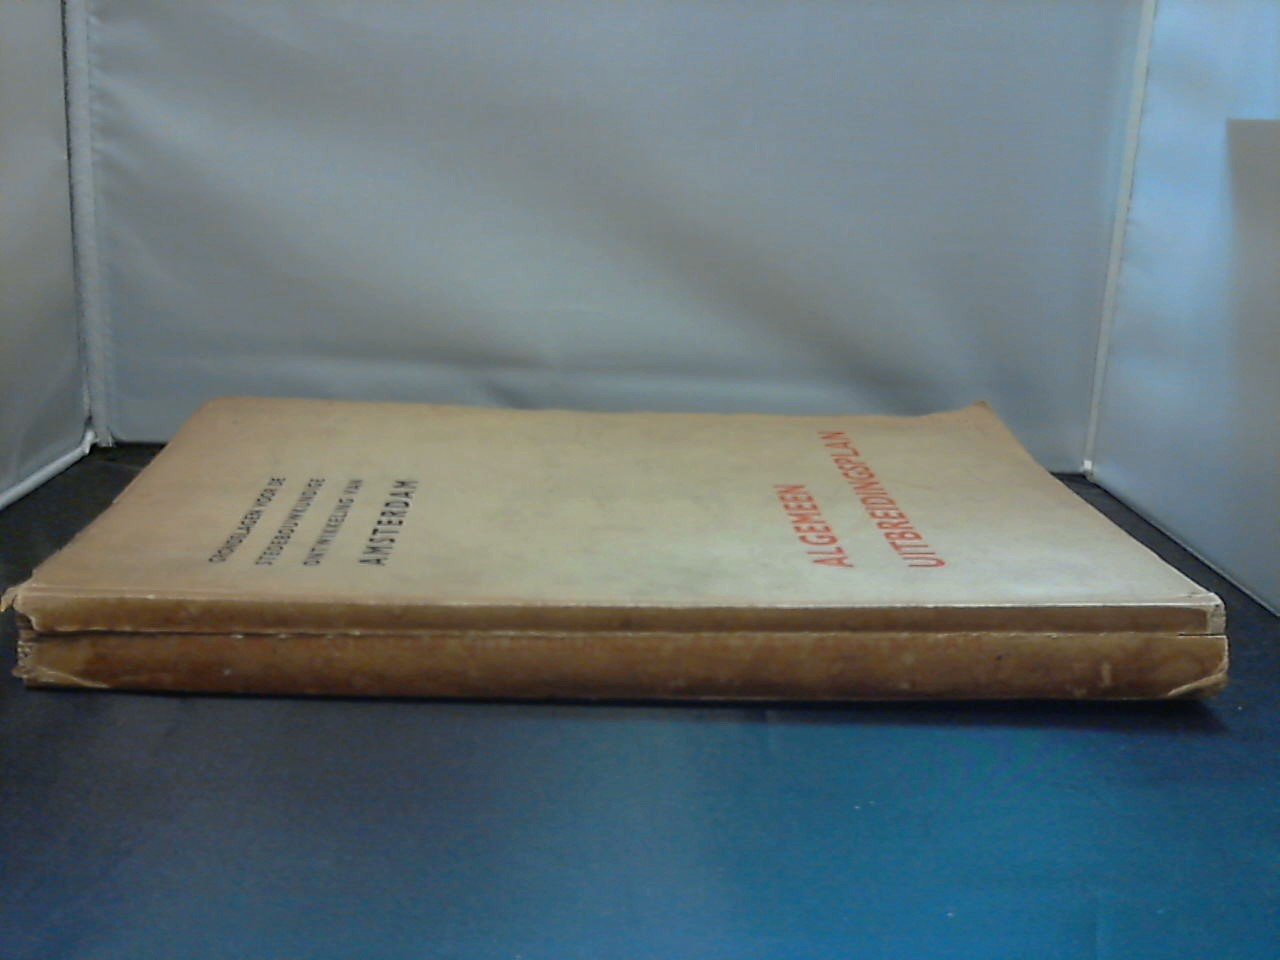 ALGEMEEN
UITBREIDINGSPLAN
GRONDSLAGEN VOOR DE
STEDEBOUWKUNDIGE
ONTWIKKELING VAN
AMSTERDAM